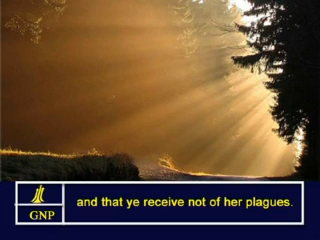 and that ye receive not of her plagues.
GNP